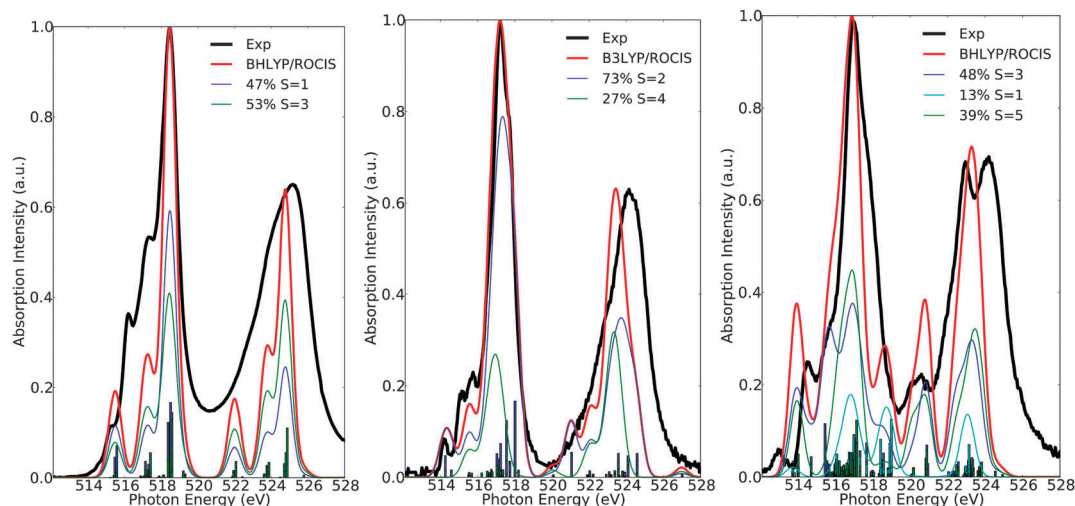 1.0
0.8
0.6
0.4
0.2
0.0
Absorption Intensity (a.u.)
Exp
BHLYP/ROCIS
47% S=1
53% S=3
514 516 518 520 522 524 526 528
Photon Energy (eV)
1.0
0.8
0.6
0.4
0.2
0.0
Absorption Intensity (a.u.)
Exp
B3LYP/ROCIS
73% S=2
27% S=4
514 516 518 520 522 524 526 528
Photon Energy (eV)
1.0
0.8
0.6
0.4
0.2
0.0
Absorption Intensity (a.u.)
Exp
BHLYP/ROCIS
48% S=3
13% S=1
39% S=5
514 516 518 520 522 524 526 528
Photon Energy (eV)